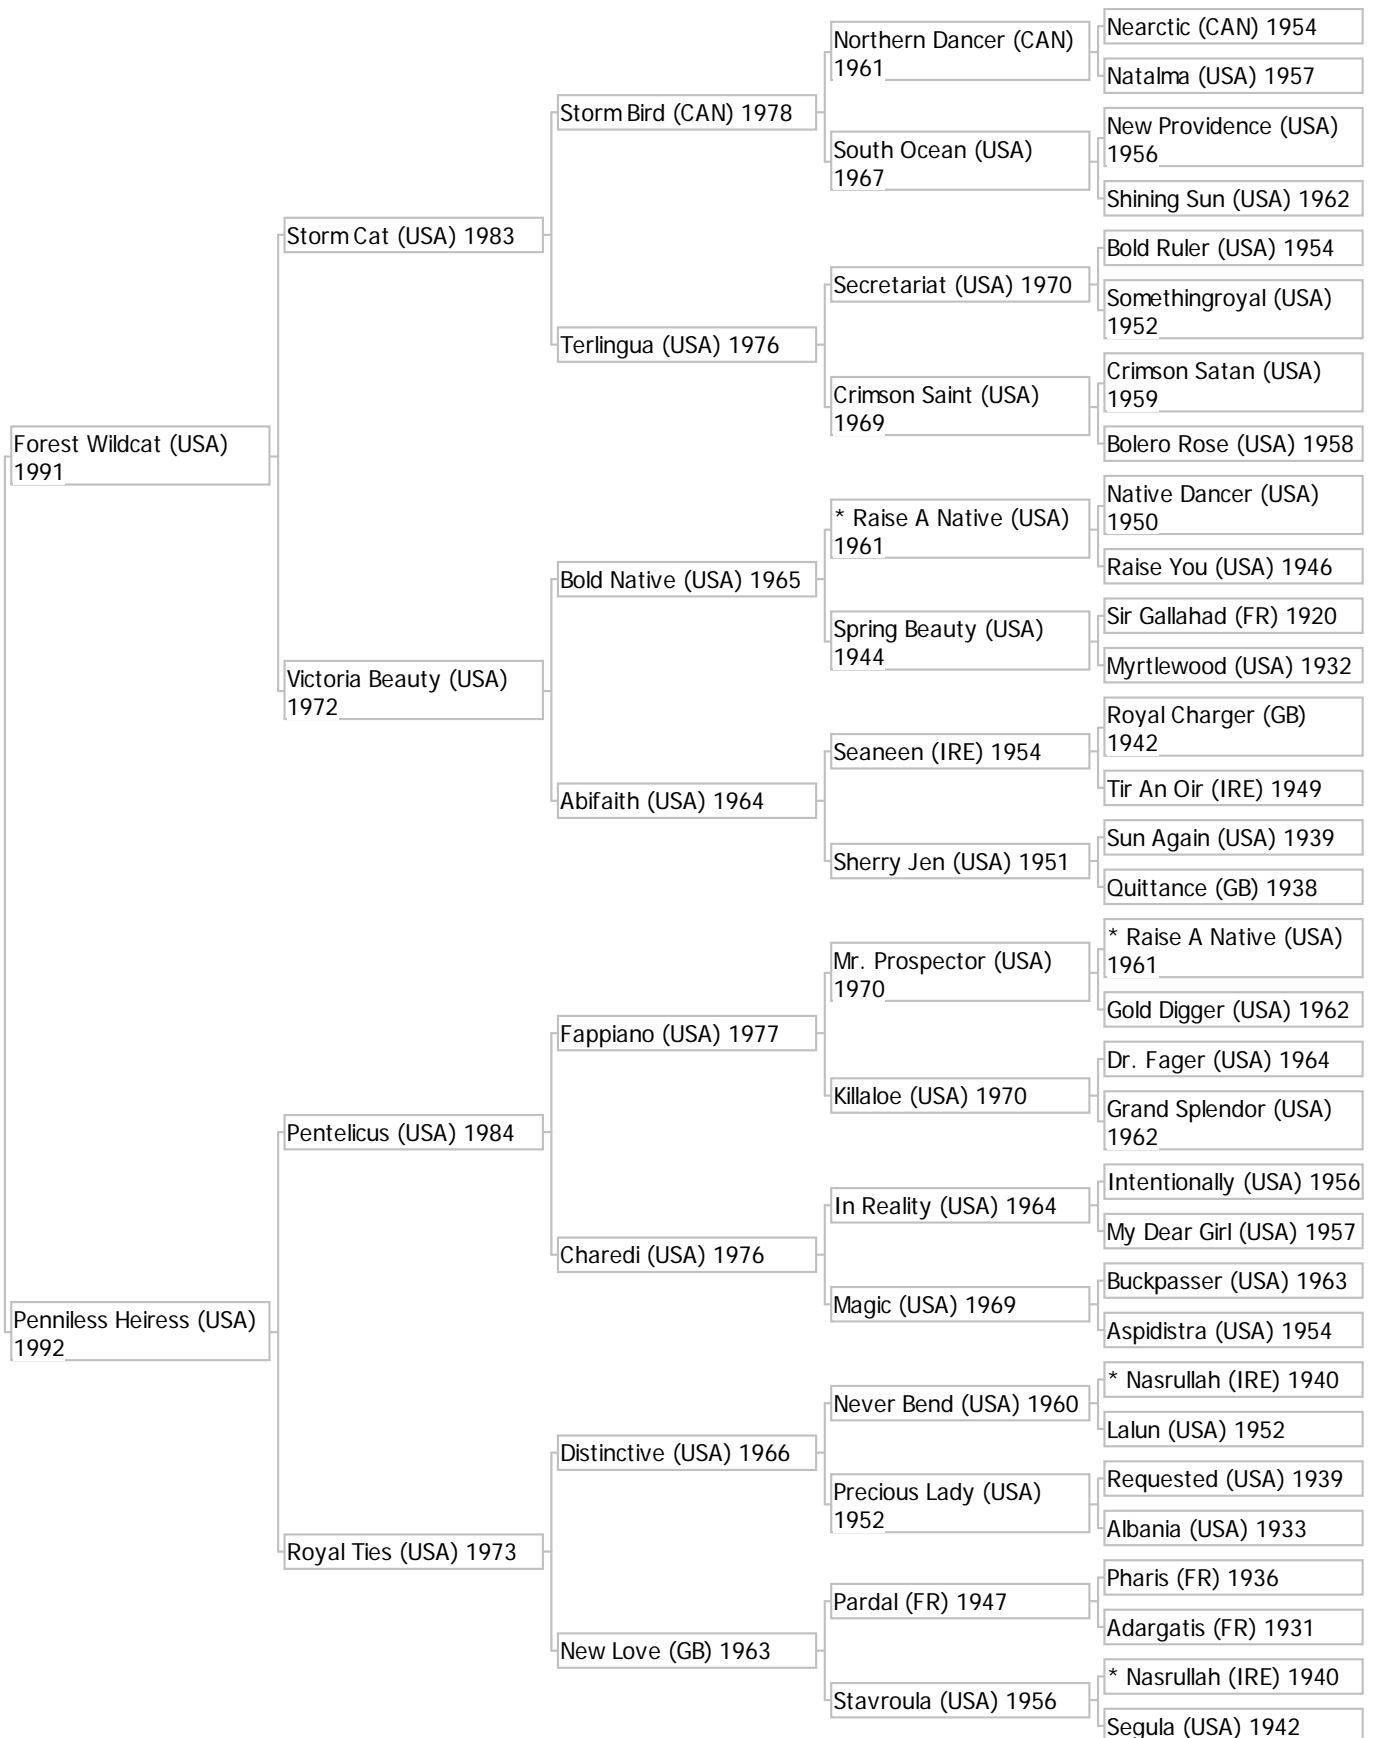 Forest Wildcat (USA)
1991
Penniless Heiress (USA)
1992
Storm Cat (USA) 1983
Victoria Beauty (USA)
1972
Pentelicus (USA) 1984
Royal Ties (USA) 1973
Storm Bird (CAN) 1978
Terlingua (USA) 1976
Bold Native (USA) 1965
Abifaith (USA) 1964
Fappiano (USA) 1977
Charedi (USA) 1976
Distinctive (USA) 1966
New Love (GB) 1963
Northern Dancer (CAN)
1961
South Ocean (USA)
1967
Secretariat (USA) 1970
Crimson Saint (USA)
1969
* Raise A Native (USA)
1961
Spring Beauty (USA)
1944
Seaneen (IRE) 1954
Sherry Jen (USA) 1951
Mr. Prospector (USA)
1970
Killaloe (USA) 1970
In Reality (USA) 1964
Magic (USA) 1969
Never Bend (USA) 1960
Precious Lady (USA)
1952
Pardal (FR) 1947
Stavroula (USA) 1956
Nearctic (CAN) 1954
Natalma (USA) 1957
New Providence (USA)
1956
Shining Sun (USA) 1962
Bold Ruler (USA) 1954
Somethingroyal (USA)
1952
Crimson Satan (USA)
1959
Bolero Rose (USA) 1958
Native Dancer (USA)
1950
Raise You (USA) 1946
Sir Gallahad (FR) 1920
Myrtlewood (USA) 1932
Royal Charger (GB)
1942
Tir An Oir (IRE) 1949
Sun Again (USA) 1939
Quittance (GB) 1938
* Raise A Native (USA)
1961
Gold Digger (USA) 1962
Dr. Fager (USA) 1964
Grand Splendor (USA)
1962
Intentionally (USA) 1956
My Dear Girl (USA) 1957
Buckpasser (USA) 1963
Aspidistra (USA) 1954
* Nasrullah (IRE) 1940
Lalun (USA) 1952
Requested (USA) 1939
Albania (USA) 1933
Pharis (FR) 1936
Adargatis (FR) 1931
* Nasrullah (IRE) 1940
Segula (USA) 1942